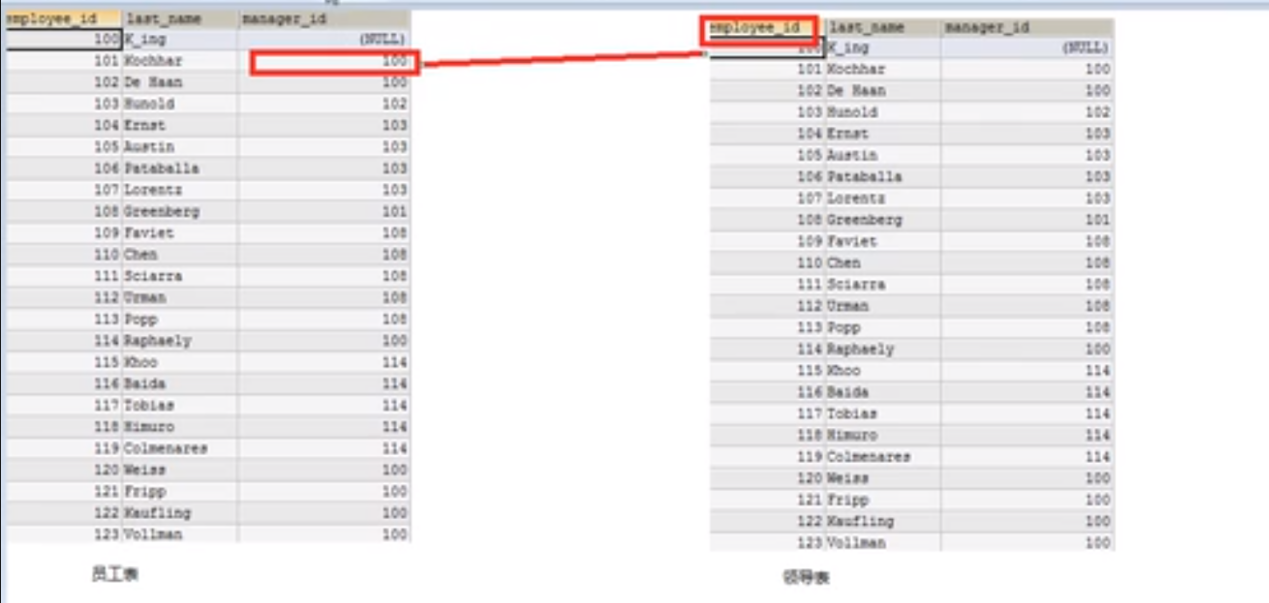 employee_id last_name manager_id
100 K_ing (NULL)
101 Kochhar 100
102 De Haan 100
103 Hunold 102
104 Ernst 103
105 Austin 103
106 Pataballa 103
107 Lorentz 103
108 Greenberg 101
109 Faviet 108
110 Chen 108
111 Sciarra 108
112 Urman 108
113 Popp 108
114 Raphaely 100
115 Khoo 114
116 Baida 114
117 Tobias 114
118 Himuro 114
119 Colmenares 114
120 Weiss 100
121 Fripp 100
122 Kaufling 100
123 Vollman 100
员工表
employee_id last_name manager_id
100 K_ing (NULL)
101 Kochhar 100
102 De Haan 100
103 Hunold 102
104 Ernst 103
105 Austin 103
106 Pataballa 103
107 Lorentz 103
108 Greenberg 101
109 Faviet 108
110 Chen 108
111 Sciarra 108
112 Urman 108
113 Popp 108
114 Raphaely 100
115 Khoo 114
116 Baida 114
117 Tobias 114
118 Himuro 114
119 Colmenares 114
120 Weiss 100
121 Fripp 100
122 Kaufling 100
123 Vollman 100
领导表